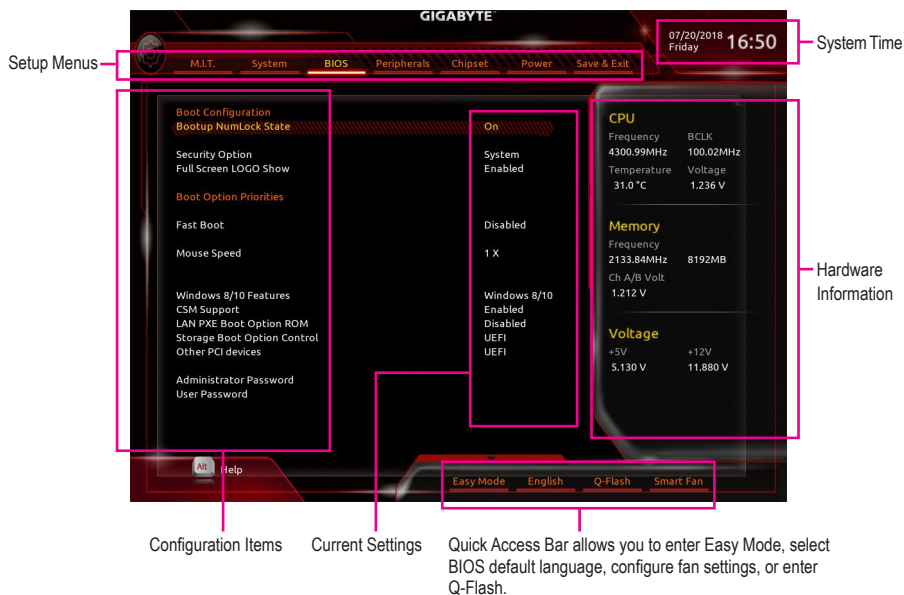 GIGABYTE
07/20/2018
Friday
16:50
System Time
Setup Menus
M.I.T. System BIOS Peripherals Chipset Power Save & Exit
Boot Configuration
Bootup NumLock State On
Security Option System
Full Screen LOGO Show Enabled
Boot Option Priorities
Fast Boot Disabled
Mouse Speed 1 X
Windows 8/10 Features Windows 8/10
CSM Support Enabled
LAN PXE Boot Option ROM Disabled
Storage Boot Option Control UEFI
Other PCI devices UEFI
Administrator Password
User Password
CPU
Frequency BCLK
4300.99MHz 100.02MHz
Temperature Voltage
31.0 °C 1.236 V
Memory
Frequency
2133.84MHz 8192MB
Ch A/B Volt
1.212 V
Voltage
+5V +12V
5.130 V 11.880 V
Hardware
Information
Alt Help
Easy Mode English Q-Flash Smart Fan
Configuration Items
Current Settings
Quick Access Bar allows you to enter Easy Mode, select
BIOS default language, configure fan settings, or enter
Q-Flash.